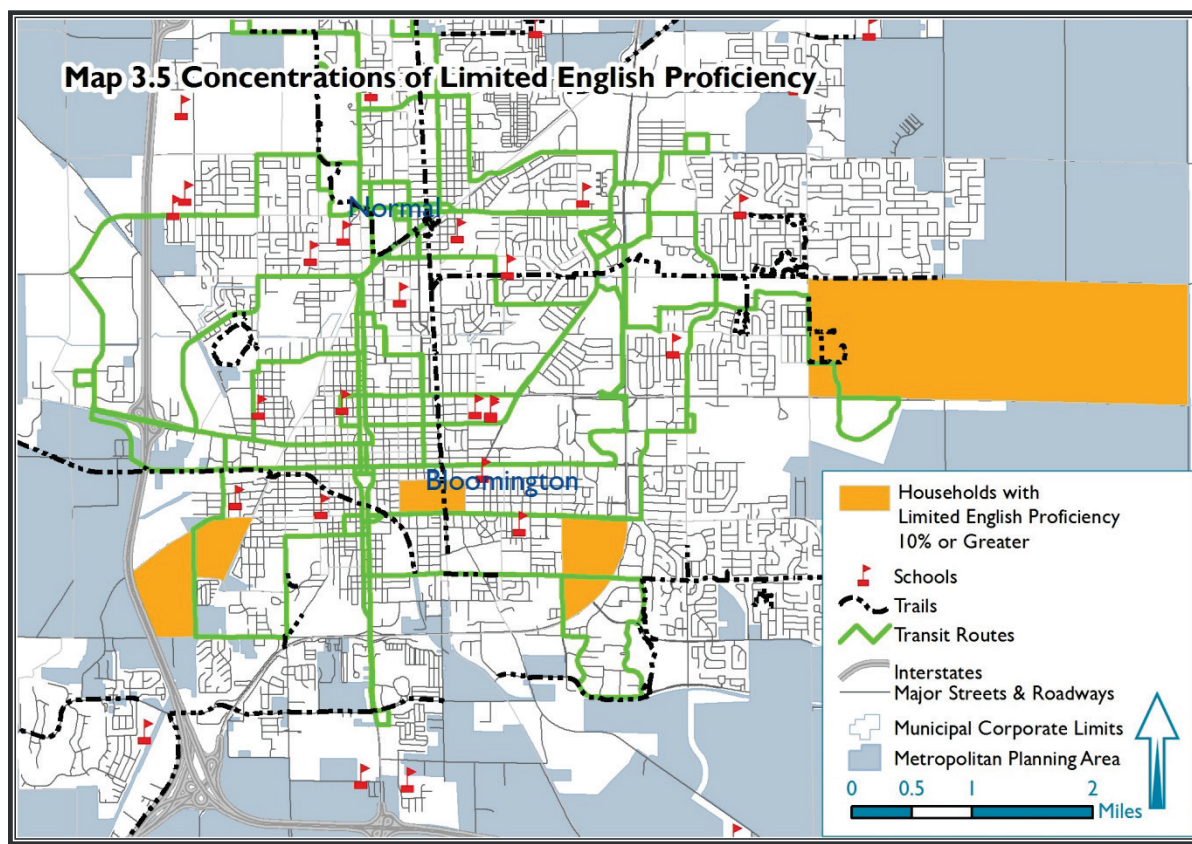 Map 3.5 Concentrations of Limited English Proficiency
Normal
Bloomington
Households with
Limited English Proficiency
10% or Greater
Schools
Trails
Transit Routes
Interstates
Major Streets & Roadways
Municipal Corporate Limits
Metropolitan Planning Area
0 0.5 1 2
Miles